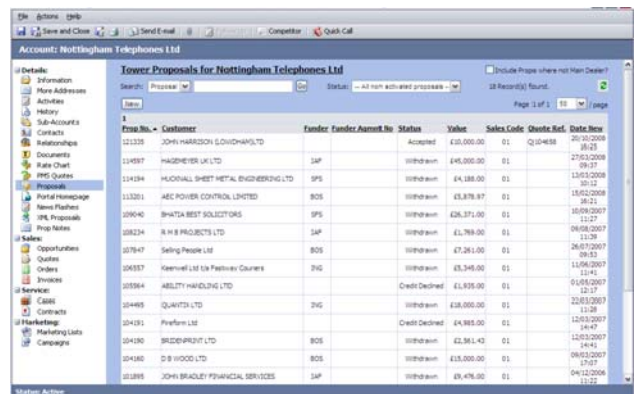 File Actions Help
Save and Close Send E-mail Competitor Quick Call
Account: Nottingham Telephones Ltd
Details:
Information
More Addresses
Activities
History
Sub-Accounts
Contacts
Relationships
Documents
Rate Chart
PMS Quotes
Proposals
Portal Homepage
News Flashers
XML Proposals
Prop Notes
Sales:
Opportunities
Quotes
Orders
Invoices
Service:
Cases
Contracts
Marketing:
Marketing Lists
Campaigns
Tower Proposals for Nottingham Telephones Ltd
Include Props where not Main Dealer?
Search: Proposal Go Status: -- All non activated proposals -- 18 Record(s) found.
New Page :1 of 1 50 / page
1
Prop No. Customer Funder Funder Agmnt No Status Value Sales Code Quote Ref. Date New
121335 JOHN HARRISON (LOWDHAM)LTD Accepted £10,000.00 01 QJ104658 20/10/2008 16:25
114597 HAGEMEYER UK LTD IAF Withdrawn £45,000.00 01 27/03/2008 09:37
114194 HUCKNALL SHEET METAL ENGINEERING LTD SFS Withdrawn £4,188.00 01 13/03/2008 10:12
113201 AEC POWER CONTROL LIMITED BOS Withdrawn £5,878.97 01 15/02/2008 16:21
109040 BHATIA BEST SOLICITORS SFS Withdrawn £26,371.00 01 10/09/2007 11:27
108234 R M B PROJECTS LTD IAF Withdrawn £1,769.00 01 09/08/2007 11:39
107847 Selling People Ltd BOS Withdrawn £7,261.00 01 26/07/2007 09:53
106557 Keenwell Ltd t/a Fastway Couriers ING Withdrawn £5,345.00 01 11/06/2007 11:41
105564 ABILITY HANDLING LTD Credit Declined £1,935.00 01 01/05/2007 12:17
104495 QUANTIX LTD ING Withdrawn £18,000.00 01 22/03/2007 11:28
104191 Fireform Ltd Credit Declined £4,985.00 01 12/03/2007 14:47
104190 BRIDENPRINT LTD BOS Withdrawn £2,561.43 01 12/03/2007 14:41
104160 D B WOOD LTD BOS Withdrawn £15,000.00 01 09/03/2007 17:07
101895 JOHN BRADLEY FINANCIAL SERVICES IAF Withdrawn £9,476.00 01 04/12/2006 11:22
Status: Active